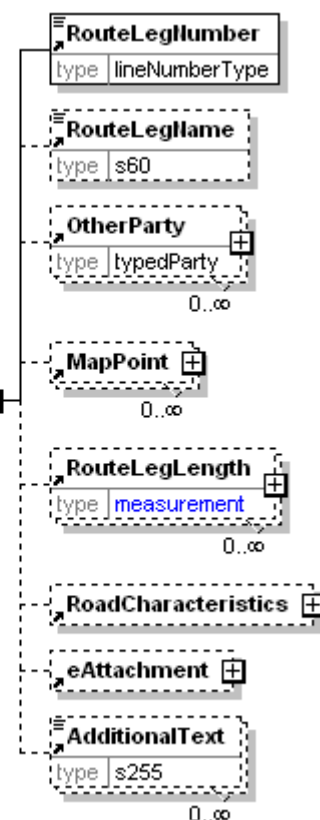 RouteLegNumber
type lineNumberType
RouteLegName
type s60
OtherParty
type typedParty
0..∞
MapPoint
0..∞
RouteLegLength
type measurement
0..∞
RoadCharacteristics
eAttachment
AdditionalText
type s255
0..∞